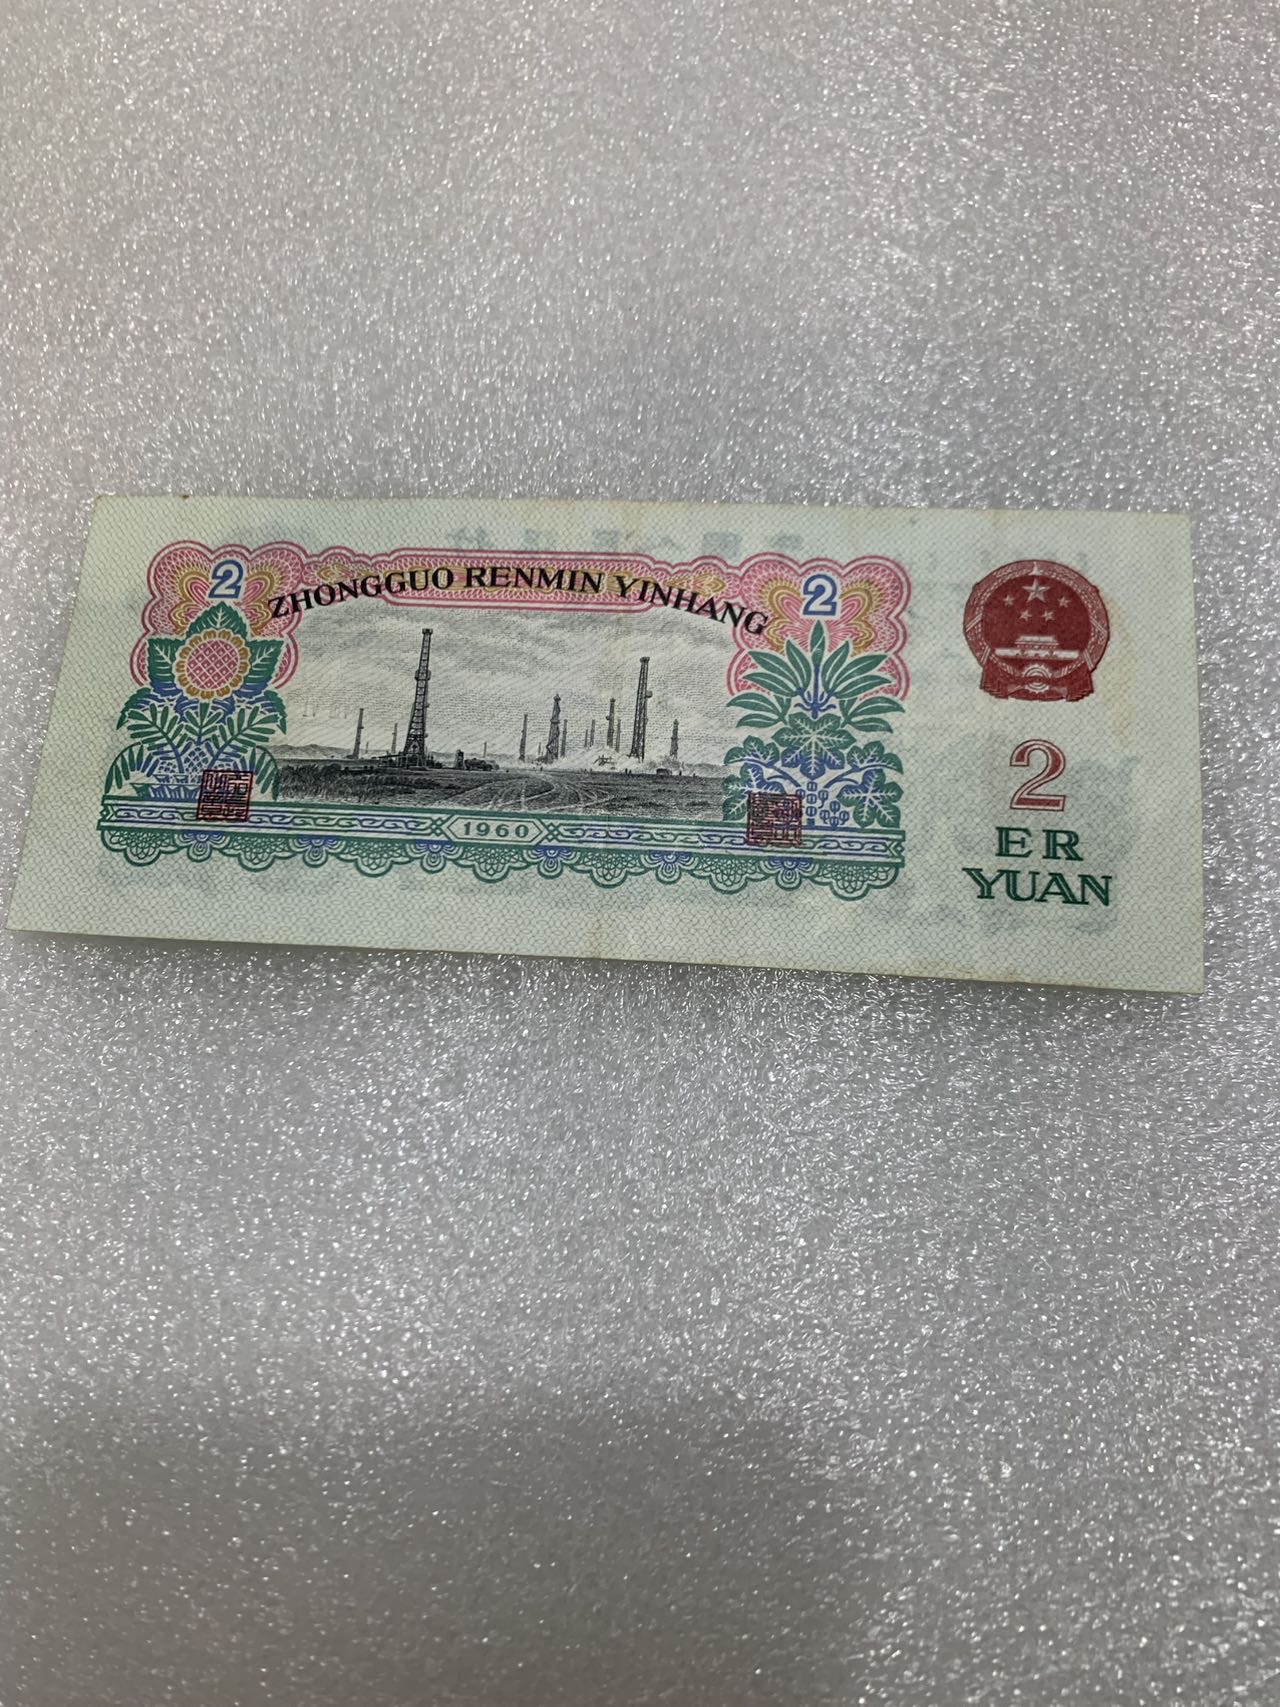 2
ZHONGGUO RENMIN YINHANG
2
1960
2
ER
YUAN